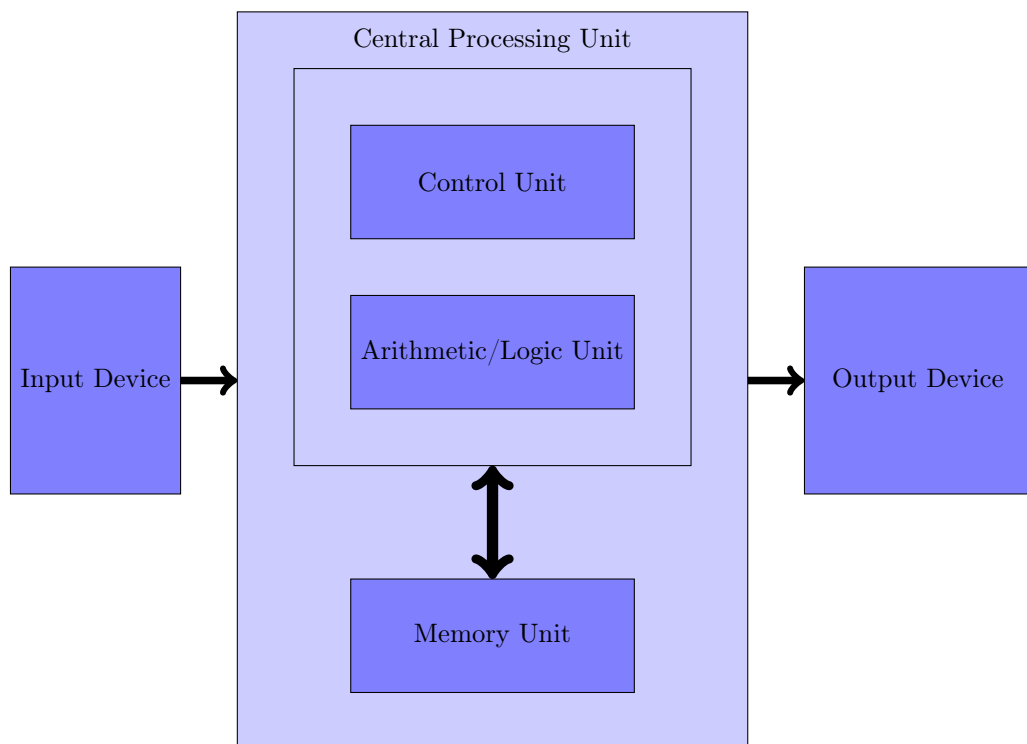 Central Processing Unit
Control Unit
Arithmetic/Logic Unit
Input Device
Output Device
Memory Unit